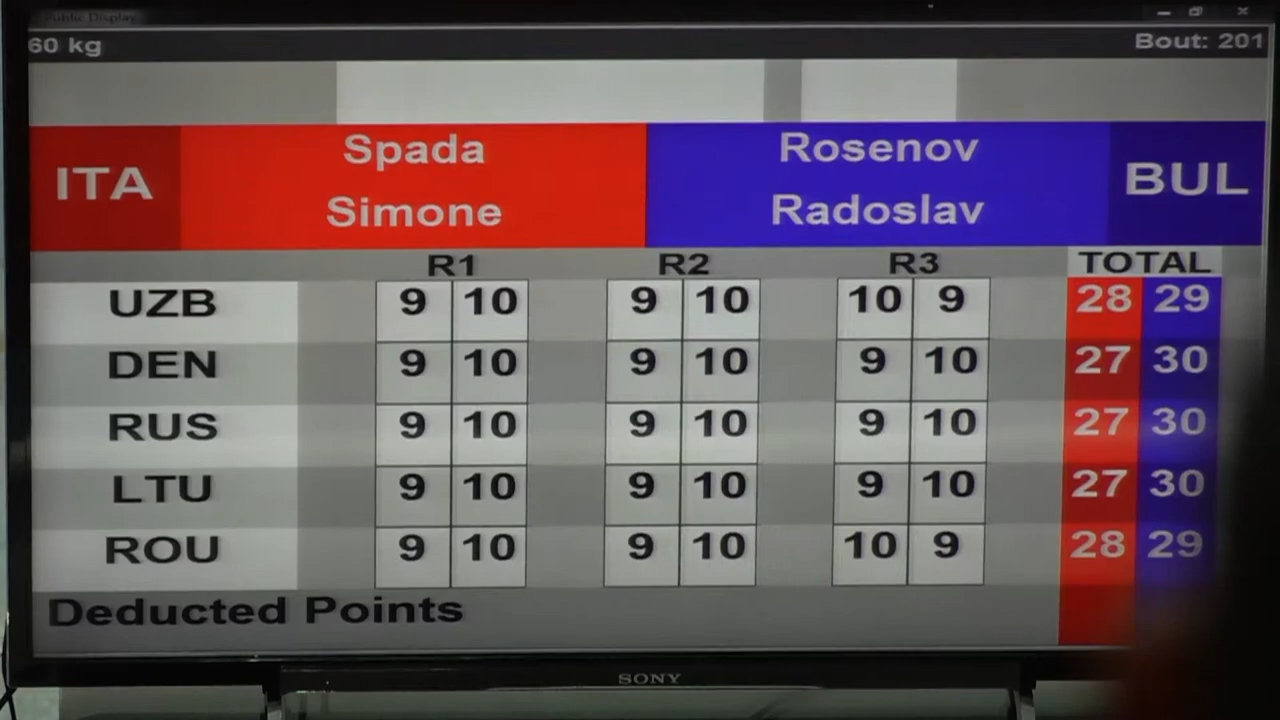 Public Display
60 kg Bout: 201
ITA Spada Simone Rosenov Radoslav BUL
R1 R2 R3 TOTAL
UZB 9 10 9 10 10 9 28 29
DEN 9 10 9 10 9 10 27 30
RUS 9 10 9 10 9 10 27 30
LTU 9 10 9 10 9 10 27 30
ROU 9 10 9 10 10 9 28 29
Deducted Points
SONY